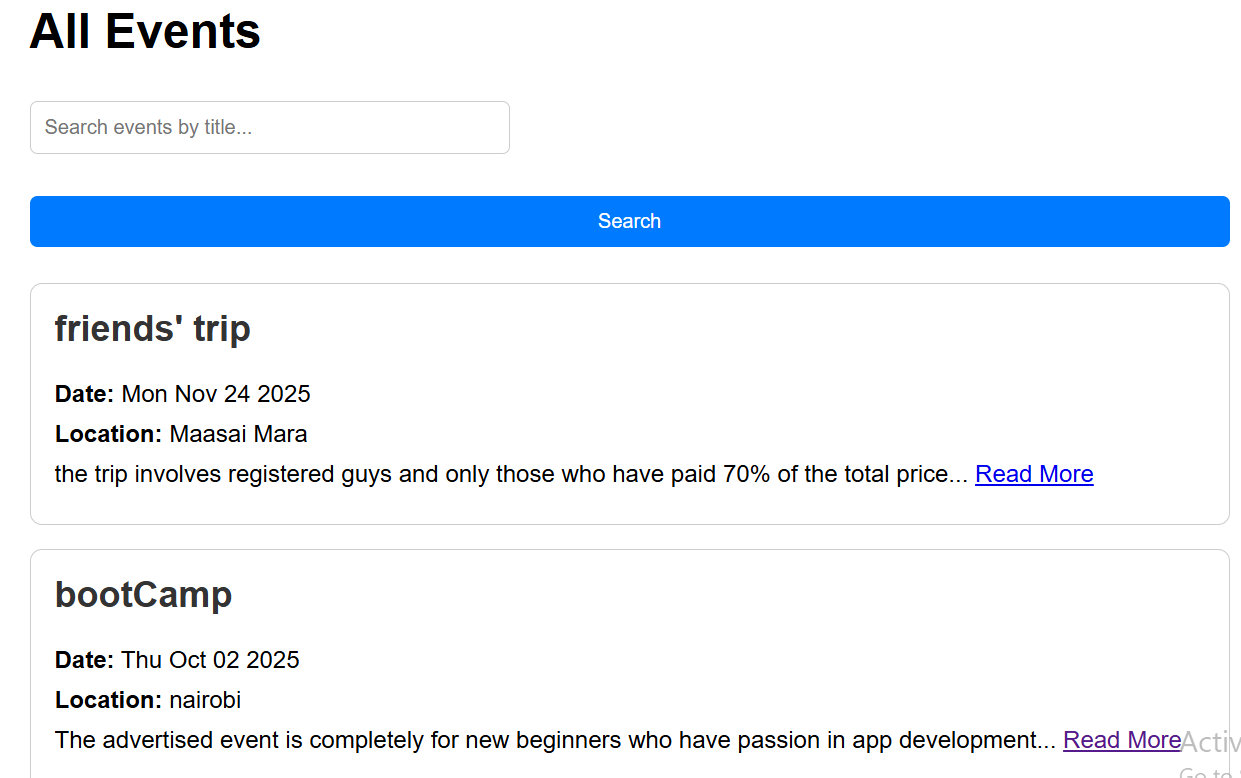 All Events
Search events by title...
Search
friends' trip
Date: Mon Nov 24 2025
Location: Maasai Mara
the trip involves registered guys and only those who have paid 70% of the total price... Read More
bootCamp
Date: Thu Oct 02 2025
Location: nairobi
The advertised event is completely for new beginners who have passion in app development... Read More
Go to